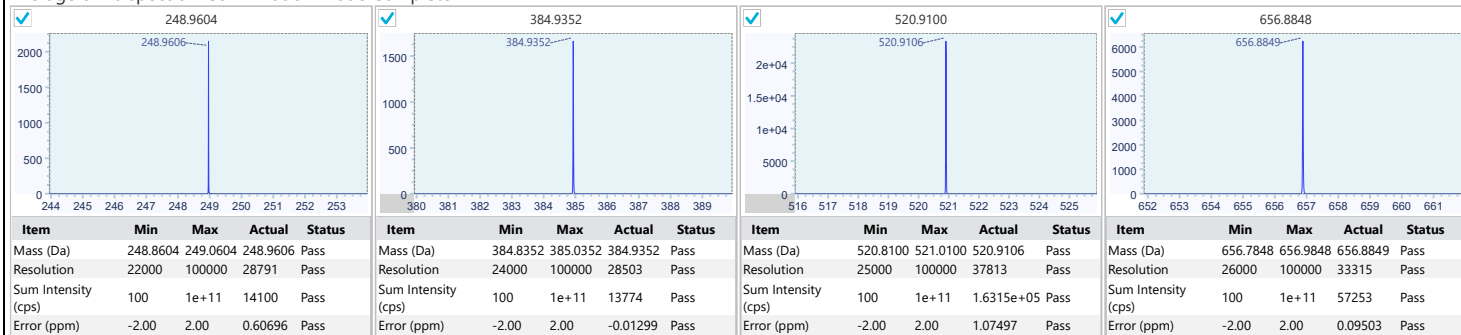 248.9604
2000
1500
1000
500
0
248.9606
244 245 246 247 248 249 250 251 252 253
Item Min Max Actual Status
Mass (Da) 248.8604 249.0604 248.9606 Pass
Resolution 22000 100000 28791 Pass
Sum Intensity
(cps) 100 1e+11 14100 Pass
Error (ppm) -2.00 2.00 0.60696 Pass
384.9352
1500
1000
500
0
384.9352
380 381 382 383 384 385 386 387 388 389
Item Min Max Actual Status
Mass (Da) 384.8352 385.0352 384.9352 Pass
Resolution 24000 100000 28503 Pass
Sum Intensity
(cps) 100 1e+11 13774 Pass
Error (ppm) -2.00 2.00 -0.01299 Pass
520.9100
2e+04
1.5e+04
1e+04
5000
0
520.9106
516 517 518 519 520 521 522 523 524 525
Item Min Max Actual Status
Mass (Da) 520.8100 521.0100 520.9106 Pass
Resolution 25000 100000 37813 Pass
Sum Intensity
(cps) 100 1e+11 1.6315e+05 Pass
Error (ppm) -2.00 2.00 1.07497 Pass
656.8848
6000
5000
4000
3000
2000
1000
0
656.8849
652 653 654 655 656 657 658 659 660 661
Item Min Max Actual Status
Mass (Da) 656.7848 656.9848 656.8849 Pass
Resolution 26000 100000 33315 Pass
Sum Intensity
(cps) 100 1e+11 57253 Pass
Error (ppm) -2.00 2.00 0.09503 Pass